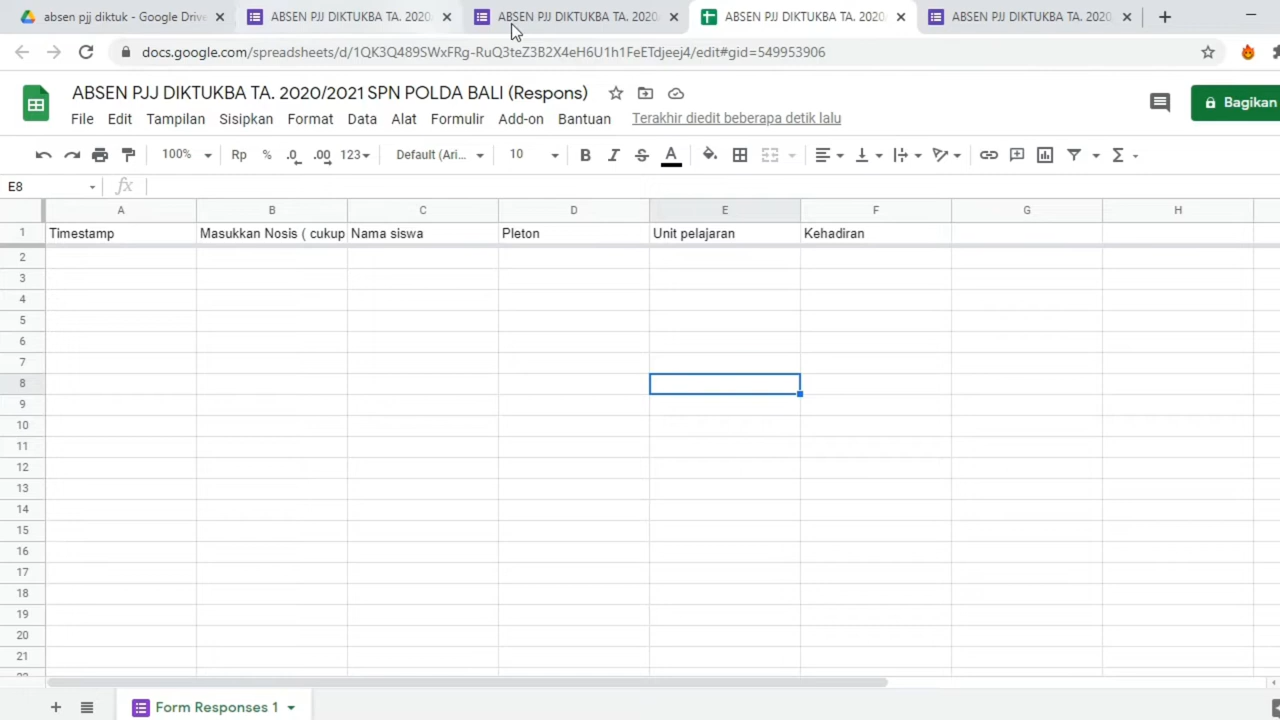 absen pjj diktuk - Google Drive
ABSEN PJJ DIKTUKBA TA. 2020
ABSEN PJJ DIKTUKBA TA. 2020
ABSEN PJJ DIKTUKBA TA. 2020
ABSEN PJJ DIKTUKBA TA. 2020
docs.google.com/spreadsheets/d/1QK3Q489SWxFRg-RuQ3teZ3B2X4eH6U1h1FeETdjeej4/edit#gid=549953906
ABSEN PJJ DIKTUKBA TA. 2020/2021 SPN POLDA BALI (Respons)
Bagikan
File Edit Tampilan Sisipkan Format Data Alat Formulir Add-on Bantuan Terakhir diedit beberapa detik lalu
100% Rp % .0 .00 123 Default (Ari... 10 B I S A Σ
E8 fx
A B C D E F G H
1 Timestamp Masukkan Nosis ( cukup Nama siswa Pleton Unit pelajaran Kehadiran
2
3
4
5
6
7
8
9
10
11
12
13
14
15
16
17
18
19
20
21
Form Responses 1